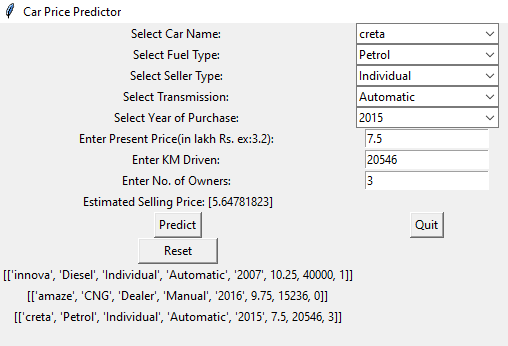 Car Price Predictor
Select Car Name: creta
Select Fuel Type: Petrol
Select Seller Type: Individual
Select Transmission: Automatic
Select Year of Purchase: 2015
Enter Present Price(in lakh Rs. ex:3.2): 7.5
Enter KM Driven: 20546
Enter No. of Owners: 3
Estimated Selling Price: [5.64781823]
Predict Quit
Reset
[['innova', 'Diesel', 'Individual', 'Automatic', '2007', 10.25, 40000, 1]]
[['amaze', 'CNG', 'Dealer', 'Manual', '2016', 9.75, 15236, 0]]
[['creta', 'Petrol', 'Individual', 'Automatic', '2015', 7.5, 20546, 3]]